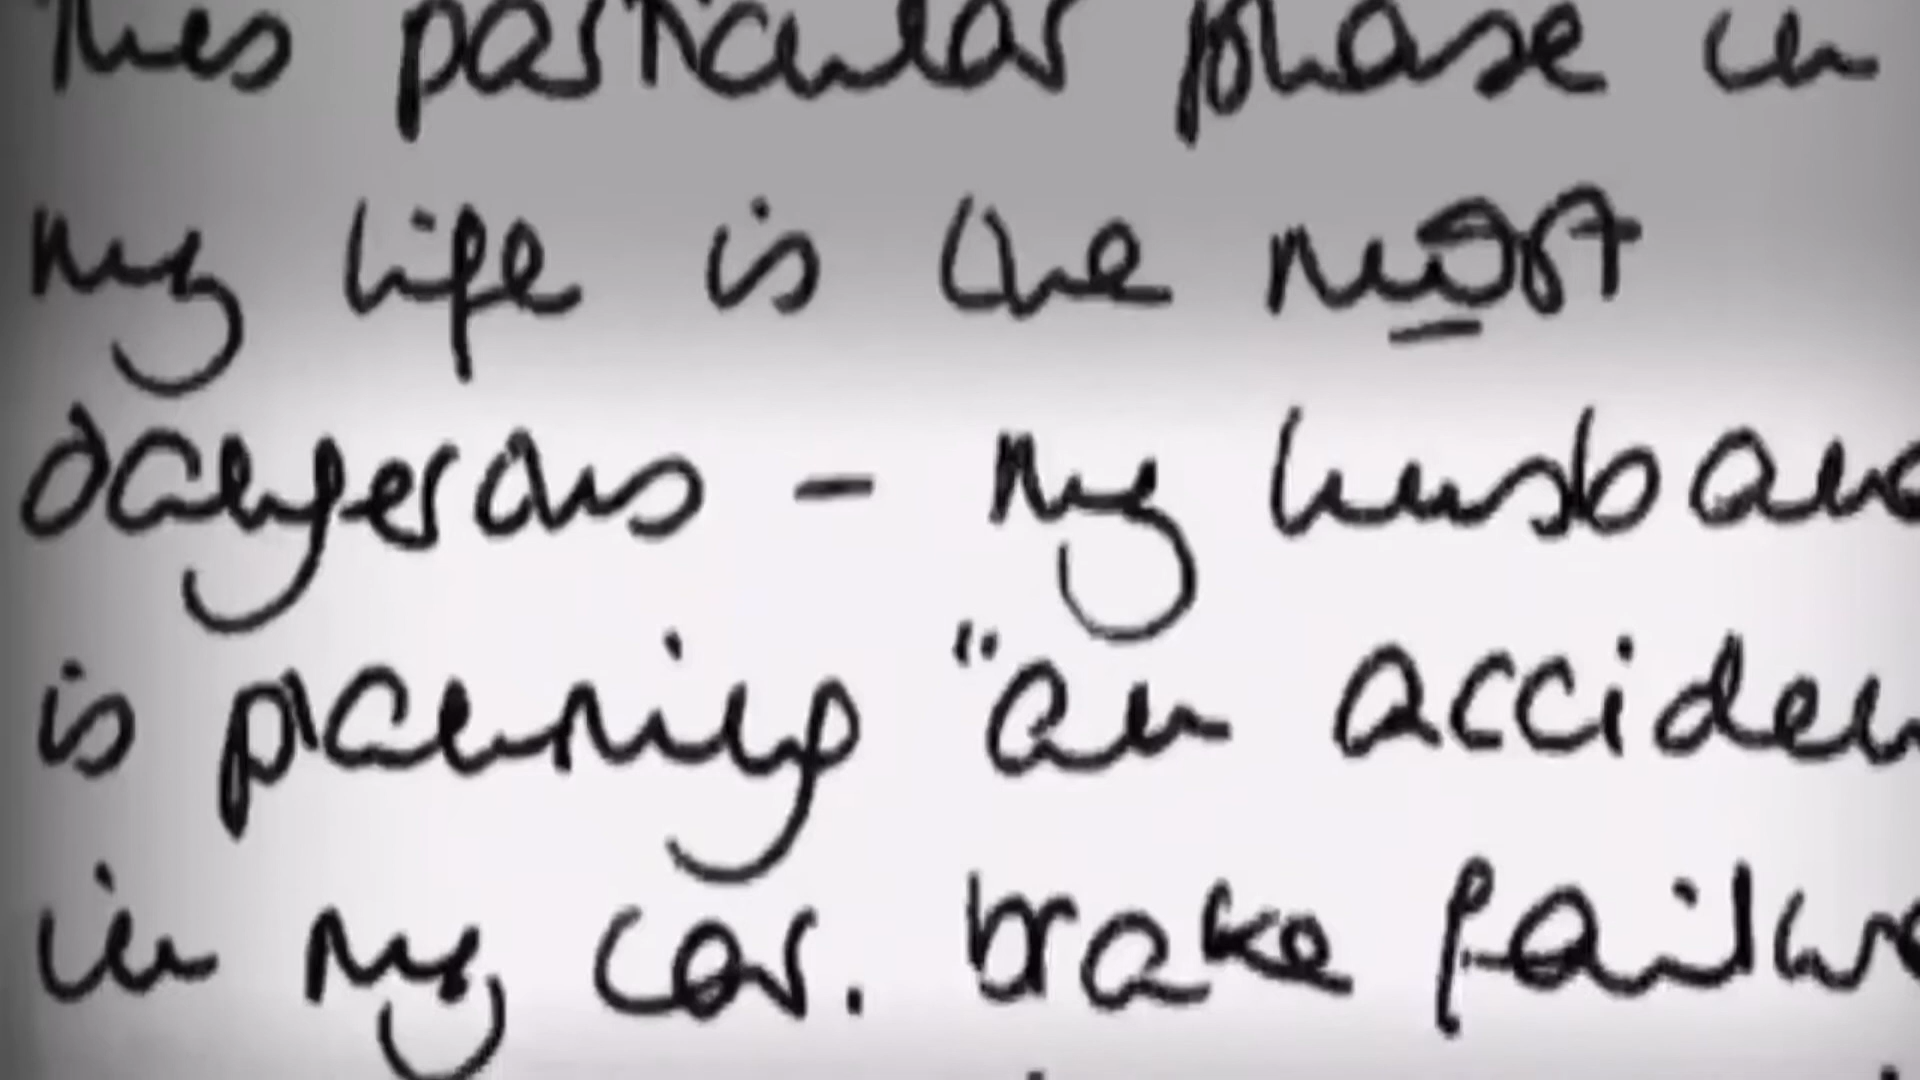 This particular phase in
my life is the most
dangerous - my husband
is planning "an acciden
in my car. brake failure